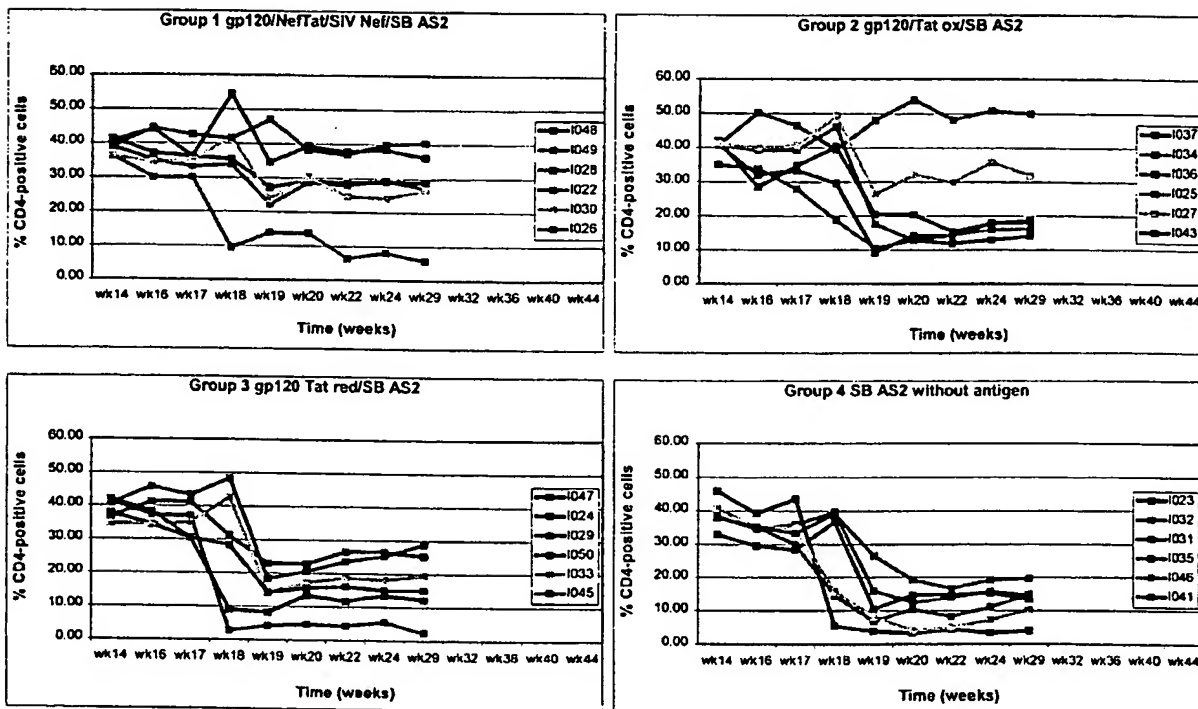 Group 1 gp120/NefTat/SIV Nef/SB AS2
% CD4-positive cells
60.00
50.00
40.00
30.00
20.00
10.00
0.00
wk14 wk16 wk17 wk18 wk19 wk20 wk22 wk24 wk29 wk32 wk36 wk40 wk44
Time (weeks)
I048
I049
I028
I022
I030
I026
Group 2 gp120/Tat ox/SB AS2
% CD4-positive cells
60.00
50.00
40.00
30.00
20.00
10.00
0.00
wk14 wk16 wk17 wk18 wk19 wk20 wk22 wk24 wk29 wk32 wk36 wk40 wk44
Time (weeks)
I037
I034
I036
I025
I027
I043
Group 3 gp120 Tat red/SB AS2
% CD4-positive cells
60.00
50.00
40.00
30.00
20.00
10.00
0.00
wk14 wk16 wk17 wk18 wk19 wk20 wk22 wk24 wk29 wk32 wk36 wk40 wk44
Time (weeks)
I047
I024
I029
I050
I033
I045
Group 4 SB AS2 without antigen
% CD4-positive cells
60.00
50.00
40.00
30.00
20.00
10.00
0.00
wk14 wk16 wk17 wk18 wk19 wk20 wk22 wk24 wk29 wk32 wk36 wk40 wk44
Time (weeks)
I023
I032
I031
I035
I046
I041